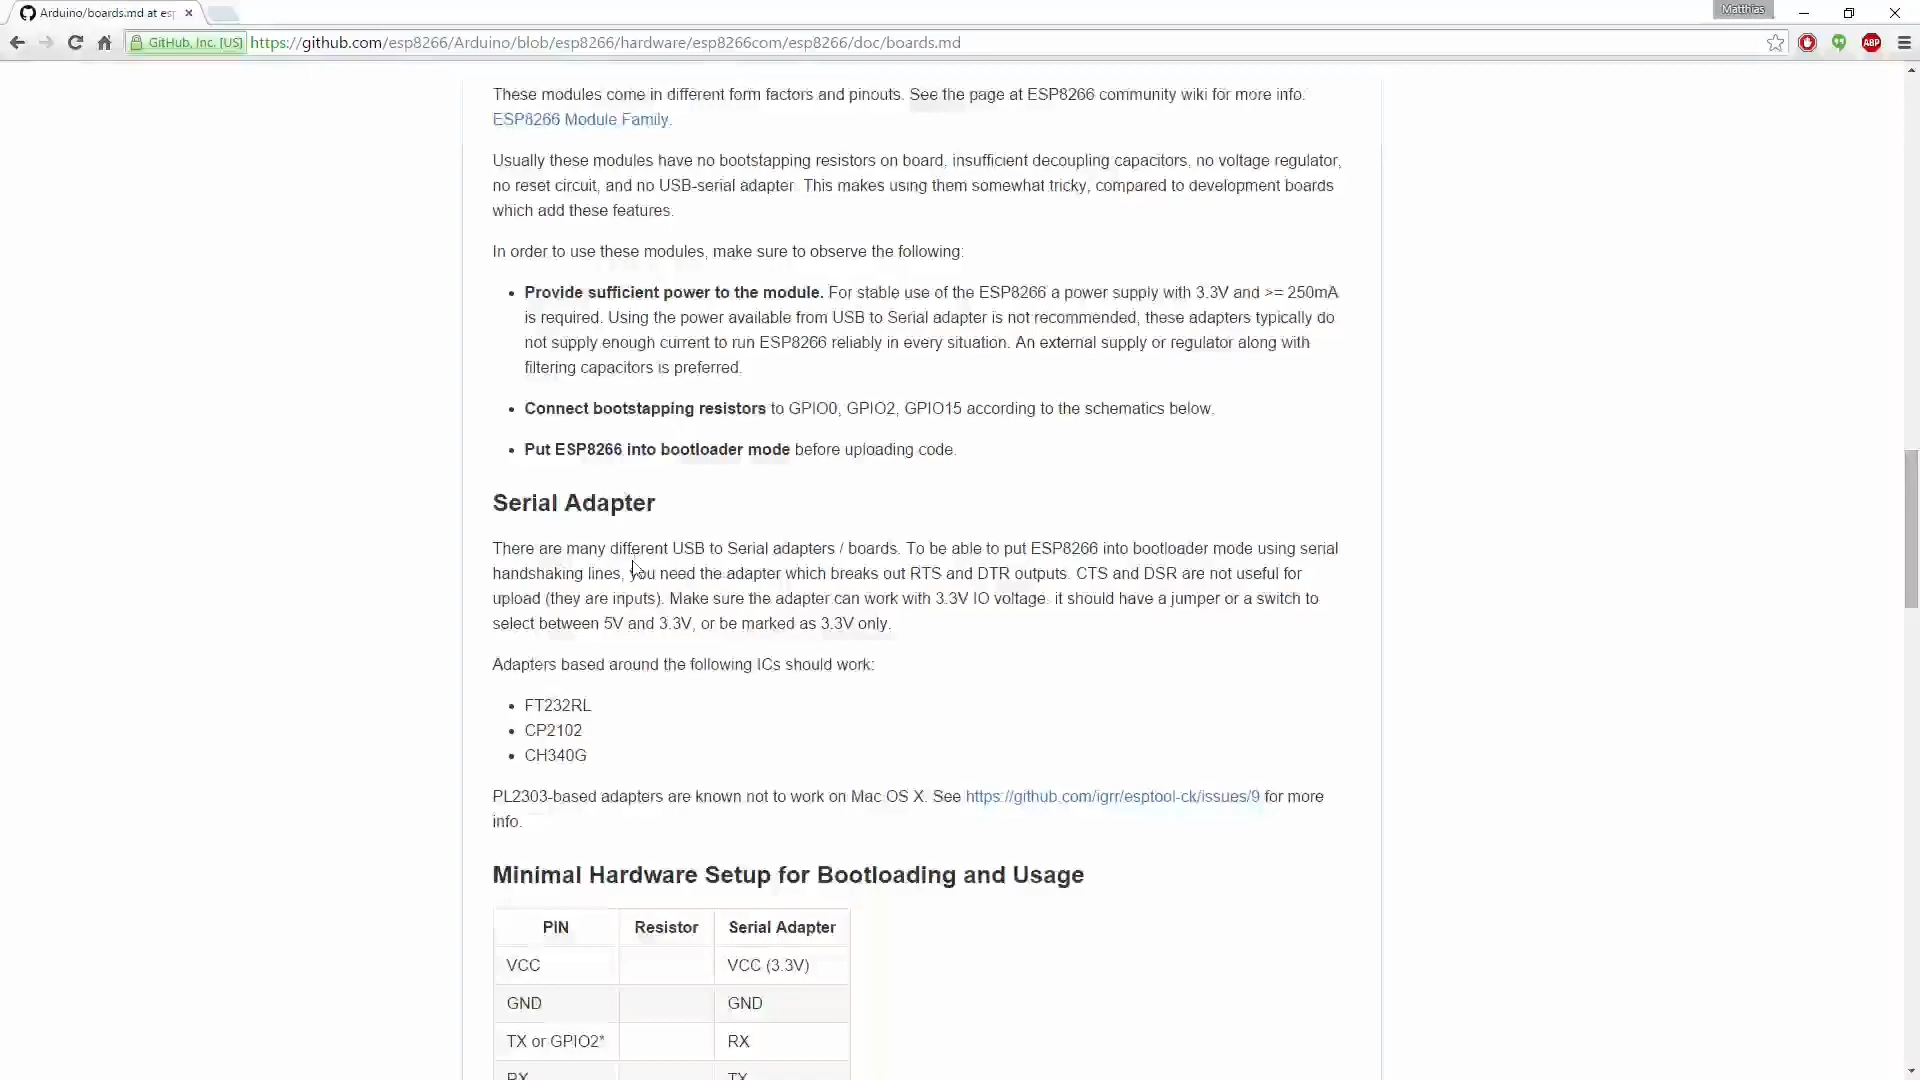 Arduino/boards.md at esp
Matthias
GitHub, Inc. [US]
https://github.com/esp8266/Arduino/blob/esp8266/hardware/esp8266com/esp8266/doc/boards.md
ABP
These modules come in different form factors and pinouts. See the page at ESP8266 community wiki for more info:
ESP8266 Module Family.
Usually these modules have no bootstapping resistors on board, insufficient decoupling capacitors, no voltage regulator,
no reset circuit, and no USB-serial adapter. This makes using them somewhat tricky, compared to development boards
which add these features.
In order to use these modules, make sure to observe the following:
• Provide sufficient power to the module. For stable use of the ESP8266 a power supply with 3.3V and >= 250mA
is required. Using the power available from USB to Serial adapter is not recommended, these adapters typically do
not supply enough current to run ESP8266 reliably in every situation. An external supply or regulator along with
filtering capacitors is preferred.
• Connect bootstapping resistors to GPIO0, GPIO2, GPIO15 according to the schematics below.
• Put ESP8266 into bootloader mode before uploading code.
Serial Adapter
There are many different USB to Serial adapters / boards. To be able to put ESP8266 into bootloader mode using serial
handshaking lines, you need the adapter which breaks out RTS and DTR outputs. CTS and DSR are not useful for
upload (they are inputs). Make sure the adapter can work with 3.3V IO voltage: it should have a jumper or a switch to
select between 5V and 3.3V, or be marked as 3.3V only.
Adapters based around the following ICs should work:
• FT232RL
• CP2102
• CH340G
PL2303-based adapters are known not to work on Mac OS X. See https://github.com/igrr/esptool-ck/issues/9 for more
info.
Minimal Hardware Setup for Bootloading and Usage
PIN Resistor Serial Adapter
VCC VCC (3.3V)
GND GND
TX or GPIO2* RX
RX TX